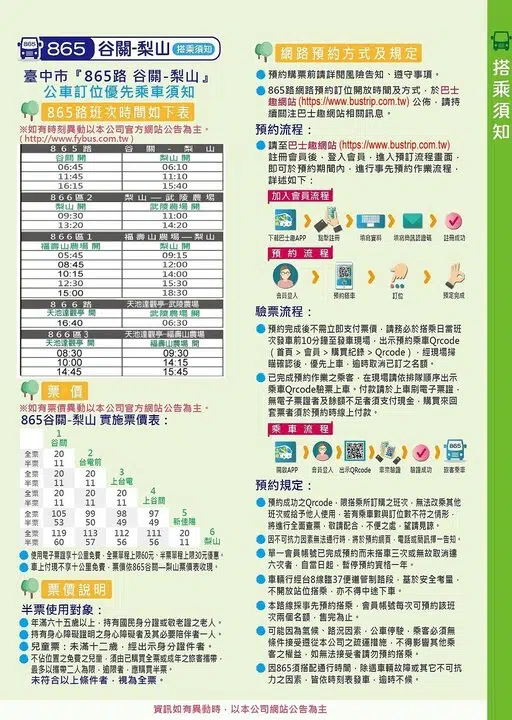 865 谷關-梨山 搭乘須知
臺中市『865路 谷關-梨山』
公車訂位優先乘車說明
865路班次時間如下表
※如有時刻異動以本公司官方網站公告為主。
( http://www.fybus.com.tw )
865路 谷關-梨山
谷關 開 梨山 開
06:45 06:10
11:45 11:10
16:15 15:40
866區2 梨山—武陵農場
梨山 開 武陵農場 開
09:30 11:00
13:20 14:20
866區1 福壽山農場—梨山
福壽山農場 開 梨山 開
05:45 09:15
08:45 12:00
10:15 14:00
12:30 15:30
15:00 18:30
866路 天池達觀亭-武陵農場
天池達觀亭 開 武陵農場 開
16:40 06:30
866區3 天池達觀亭-福壽山農場
天池達觀亭 開 福壽山農場 開
08:30 09:30
10:00 14:15
14:45 15:45
票價
※如有票價異動以本公司官方網站公告為主。
865谷關-梨山 實施票價表：
1
谷關
全票 20 2
半票 11 台電前
全票 20 20 3
半票 11 11 上台電
全票 20 20 20 4
半票 11 11 11 上谷關
全票 105 99 98 97 5
半票 53 50 49 49 新佳陽
全票 119 113 112 111 20 6
半票 60 57 56 56 11 梨山
使用電子票證享十公里免費，全票單程上限60元，半票單程上限30元優惠。
車上付現不享十公里免費，票價依865谷關—梨山票價表收現。
票價說明
半票使用對象：
年滿六十五歲以上，持有國民身分證或敬老證之老人。
持有身心障礙證明之身心障礙者及其必要陪伴者一人。
兒童票：未滿十二歲，經出示身分證件者。
不佔位置之免費之兒童，須由已購買全票或成年之旅客携帶，
最多以攜帶二人為限，逾限者，應購買半票。
未符合以上條件者，視為全票。
網路預約方式及規定
預約購票前請詳閱風險告知、遵守事項。
865路網路預約訂位開放時間及方式，於巴士
趣網站 (https://www.bustrip.com.tw) 公佈，請持
續關注巴士趣網站相關訊息。
預約流程：
請至巴士趣網站 (https://www.bustrip.com.tw)
註冊會員後，登入會員，進入預訂流程畫面，
即可於預約期間內，進行事先預約作業流程，
詳述如下：
加入會員流程
下載巴士趣APP 點擊註冊 填寫資料 填寫簡訊認證碼 註冊成功
預約流程
會員登入 預約搭車 訂位 預定完成
驗票流程：
預約完成後不需立即支付票價，請務必於搭乘日當班
次發車前10分鐘至發車現場，出示預約乘車Qrcode
（首頁 > 會員 > 購買紀錄 > Qrcode），經現場掃
瞄確認後，優先上車，逾時取消已訂之名額。
已完成預約作業之乘客，在現場請依排隊順序出示
乘車Qrcode驗票上車。付款請於上車刷電子票證，
無電子票證者及餘額不足者須支付現金，購買來回
套票者須於預約時線上付款。
乘車流程
開啟APP 會員登入 出示QRcode 乘車驗證 驗證成功 旅客乘車
預約規定：
預約成功之Qrcode，限搭乘所訂購之班次，無法改乘其他
班次或給予他人使用，若有乘車數與訂位數不符之情形，
將進行全面查票，敬請配合，不便之處，望請見諒。
因不可抗力因素無法通行時，將於預約網頁、電話或簡訊擇一告知。
單一會員帳號已完成預約而未搭車三次或無故取消達
六次者，自當日起，暫停預約資格一年。
車輛行經台8線臨37便道管制路段，基於安全考量，
不開放站位搭乘，亦不得中途下車。
本路線採事先預約搭乘，會員帳號每次可預約該班
次兩個名額，售完為止。
可能因為氣候、路況因素，公車停駛，乘客必須無
條件接受遵從本公司之疏運措施，不得影響其他乘
客之權益，如無法接受者請勿預約搭乘。
因865須搭配通行時間，除遇車輛故障或其它不可抗
力之因素，皆依時刻表發車，逾時不候。
搭乘須知
資訊如有異動時，以本公司網站公告為主